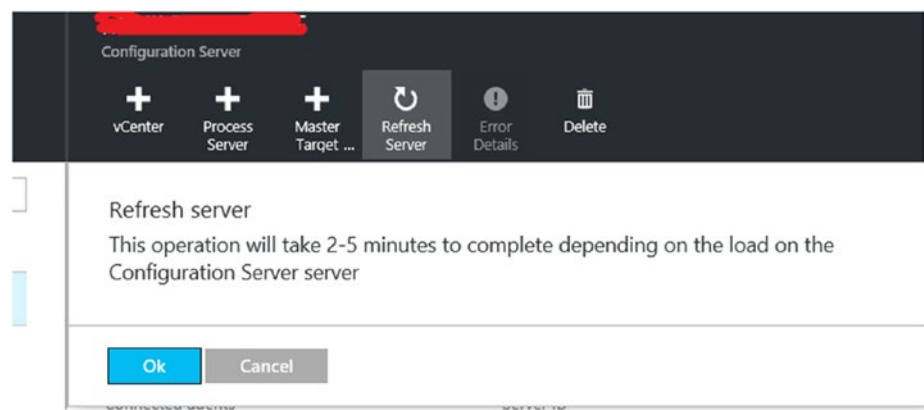 Configuration Server
vCenter
Process
Server
Master
Target ...
Refresh
Server
Error
Details
Delete
Refresh server
This operation will take 2-5 minutes to complete depending on the load on the
Configuration Server server
Ok
Cancel